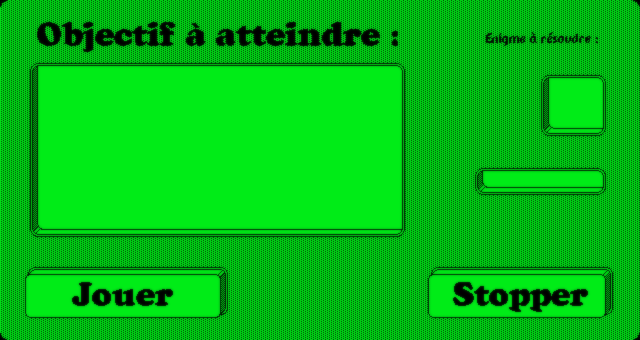 Objectif à atteindre :
Enigme à résoudre :
Jouer
Stopper